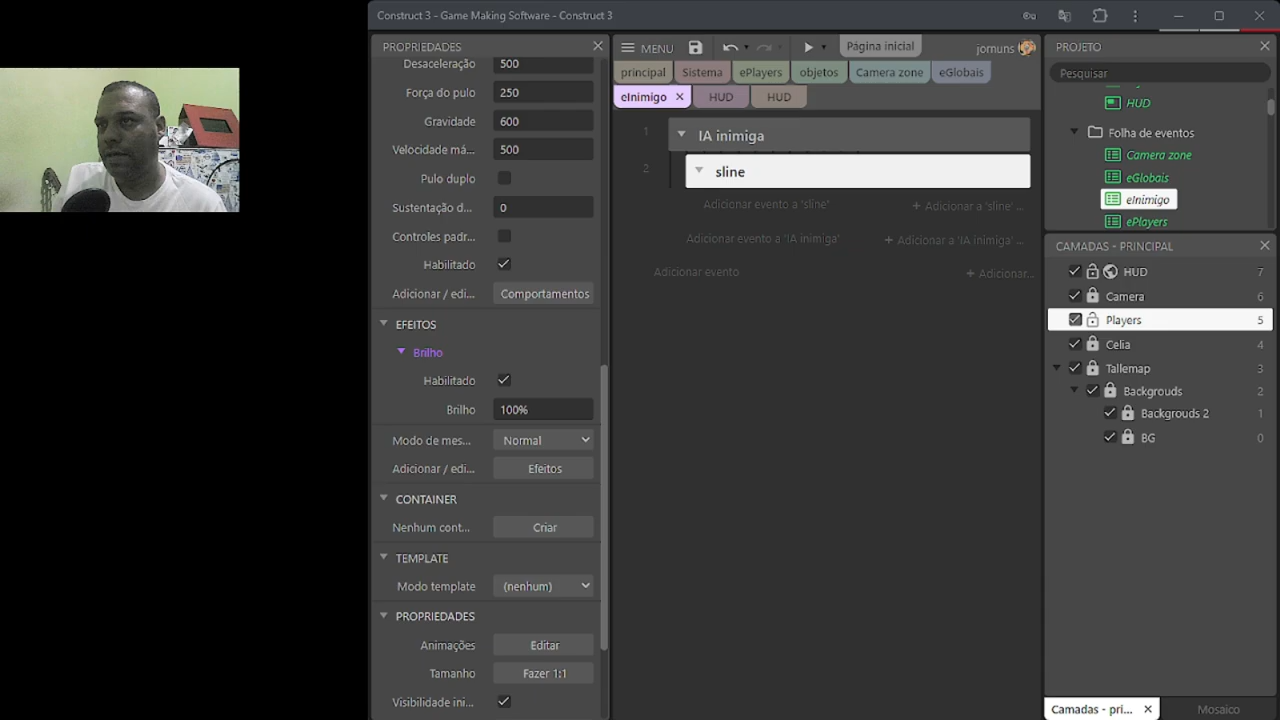 Construct 3 - Game Making Software - Construct 3
PROPRIEDADES
Desaceleração 500
Força do pulo 250
Gravidade 600
Velocidade má... 500
Pulo duplo
Sustentação d... 0
Controles padr...
Habilitado
Adicionar / edi... Comportamentos
EFEITOS
Brilho
Habilitado
Brilho 100%
Modo de mes... Normal
Adicionar / edi... Efeitos
CONTAINER
Nenhum cont... Criar
TEMPLATE
Modo template (nenhum)
PROPRIEDADES
Animações Editar
Tamanho Fazer 1:1
Visibilidade ini...
MENU
Página inicial
jornuns
principal Sistema ePlayers objetos Camera zone eGlobais
eInimigo HUD HUD
1 IA inimiga
2 sline
Adicionar evento a 'sline' + Adicionar a 'sline' ...
Adicionar evento a 'IA inimiga' + Adicionar a 'IA inimiga' ...
Adicionar evento + Adicionar...
PROJETO
Pesquisar
HUD
Folha de eventos
Camera zone
eGlobais
eInimigo
ePlayers
CAMADAS - PRINCIPAL
HUD 7
Camera 6
Players 5
Celia 4
Tallemap 3
Backgrouds 2
Backgrouds 2 1
BG 0
Camadas - pri... Mosaico